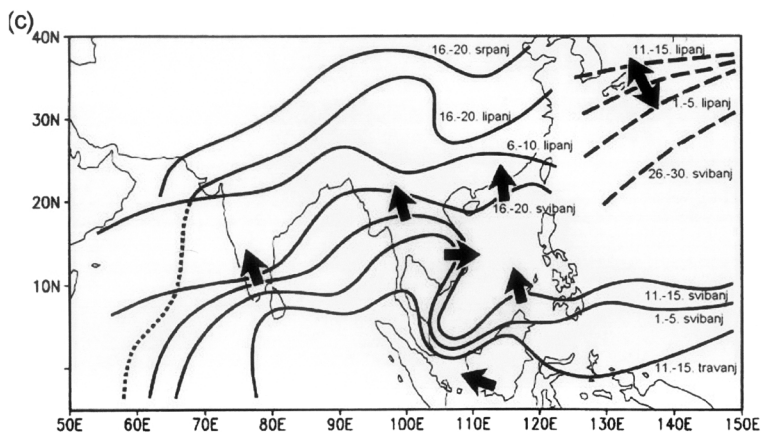 (c)
40N
30N
20N
10N
16.-20. srpanj
11.-15. lipanj
16.-20. lipanj
1.-5. lipanj
6.-10. lipanj
26.-30. svibanj
16.-20. svibanj
11.-15. svibanj
1.-5. svibanj
11.-15. travanj
50E 60E 70E 80E 90E 100E 110E 120E 130E 140E 150E